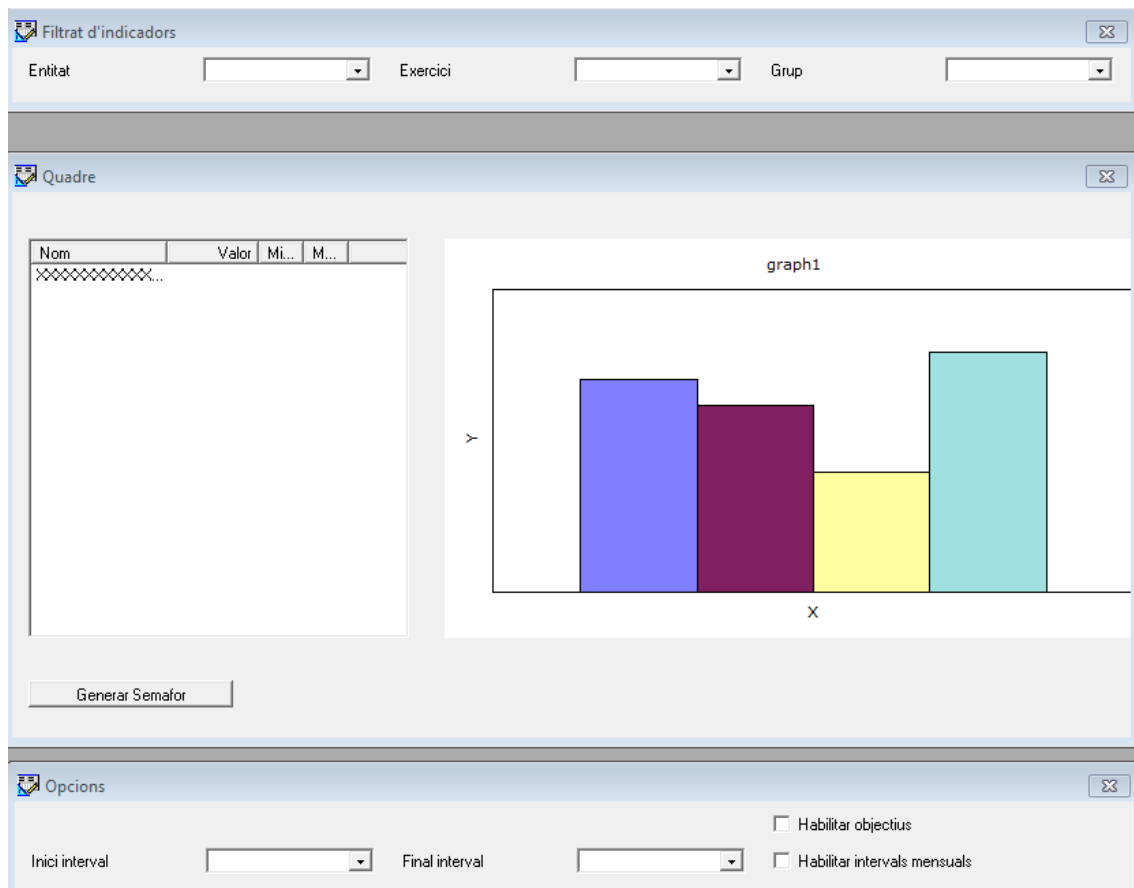 Filtrat d'indicadors
Entitat Exercici Grup
Quadre
Nom Valor Mi... M...
XXXXXXXXXXXX...
graph1
Y
X
Generar Semafor
Opcions
Habilitar objectius
Inici interval Final interval Habilitar intervals mensuals